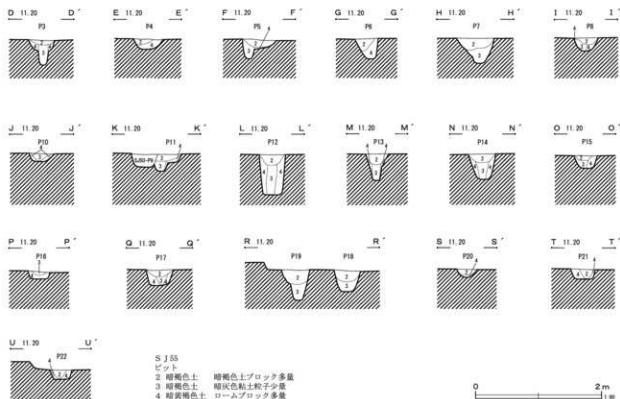 D 11.20 D´ E 11.20 E´ F 11.20 F´ G 11.20 G´ H 11.20 H´ I 11.20 I´
P3 P4 P5 P6 P7 P8
J 11.20 J´ K 11.20 K´ L 11.20 L´ M 11.20 M´ N 11.20 N´ O 11.20 O´
P10 P11 P12 P13 P14 P15
P 11.20 P´ Q 11.20 Q´ R 11.20 R´ S 11.20 S´ T 11.20 T´
P16 P17 P19 P18 P20 P21
U 11.20 U´
P22
SJ55
ピット
2 暗褐色土 暗褐色土ブロック多量
3 暗褐色土 暗灰色粘土粒子少量
4 暗黄褐色土 ロームブロック多量
0 2m